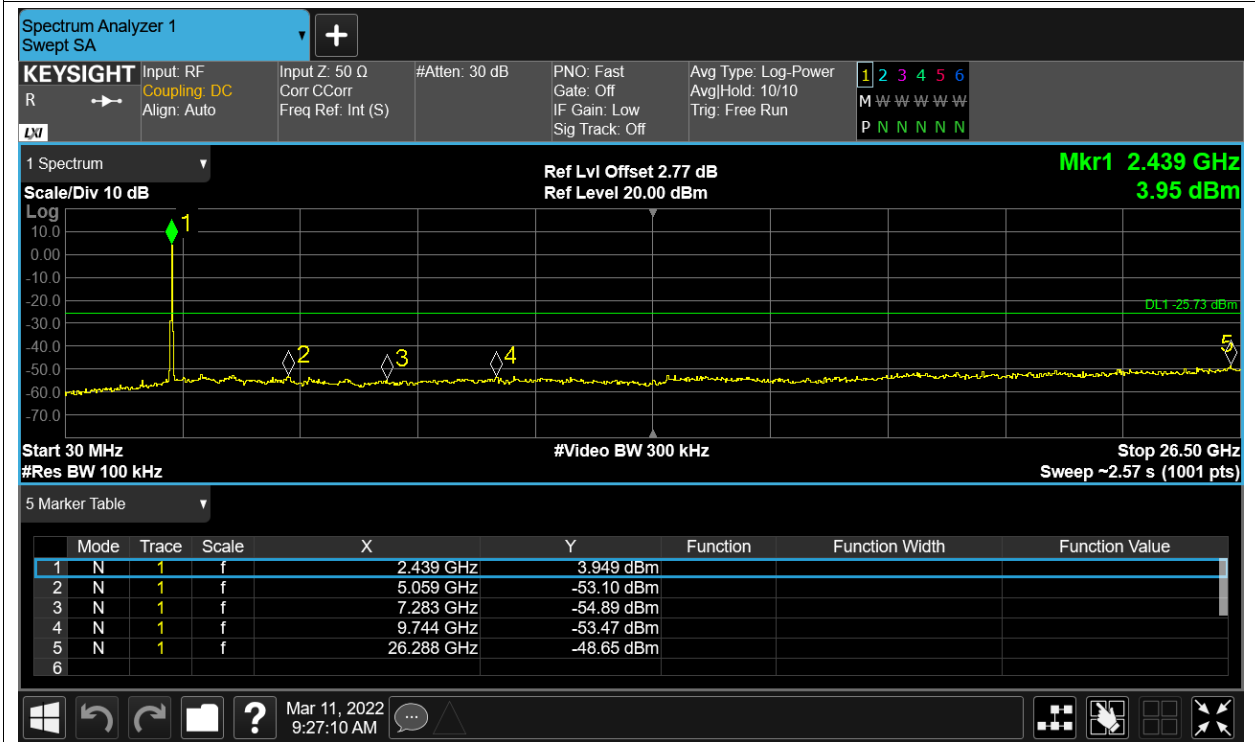 Spectrum Analyzer 1
Swept SA
+
KEYSIGHT Input: RF Input Z: 50 Ω #Atten: 30 dB PNO: Fast Avg Type: Log-Power 1 2 3 4 5 6
R Coupling: DC Corr CCorr Gate: Off Avg|Hold: 10/10 M W W W W W
Align: Auto Freq Ref: Int (S) IF Gain: Low Trig: Free Run
LXI Sig Track: Off P N N N N N
1 Spectrum Ref Lvl Offset 2.77 dB Mkr1 2.439 GHz
Scale/Div 10 dB Ref Level 20.00 dBm 3.95 dBm
Log
1
10.0
0.00
-10.0
-20.0 DL1 -25.73 dBm
-30.0
-40.0 2 3 4 5
-50.0
-60.0
-70.0
Start 30 MHz #Video BW 300 kHz Stop 26.50 GHz
#Res BW 100 kHz Sweep ~2.57 s (1001 pts)
5 Marker Table
Mode Trace Scale X Y Function Function Width Function Value
1 N 1 f 2.439 GHz 3.949 dBm
2 N 1 f 5.059 GHz -53.10 dBm
3 N 1 f 7.283 GHz -54.89 dBm
4 N 1 f 9.744 GHz -53.47 dBm
5 N 1 f 26.288 GHz -48.65 dBm
6
? Mar 11, 2022
9:27:10 AM